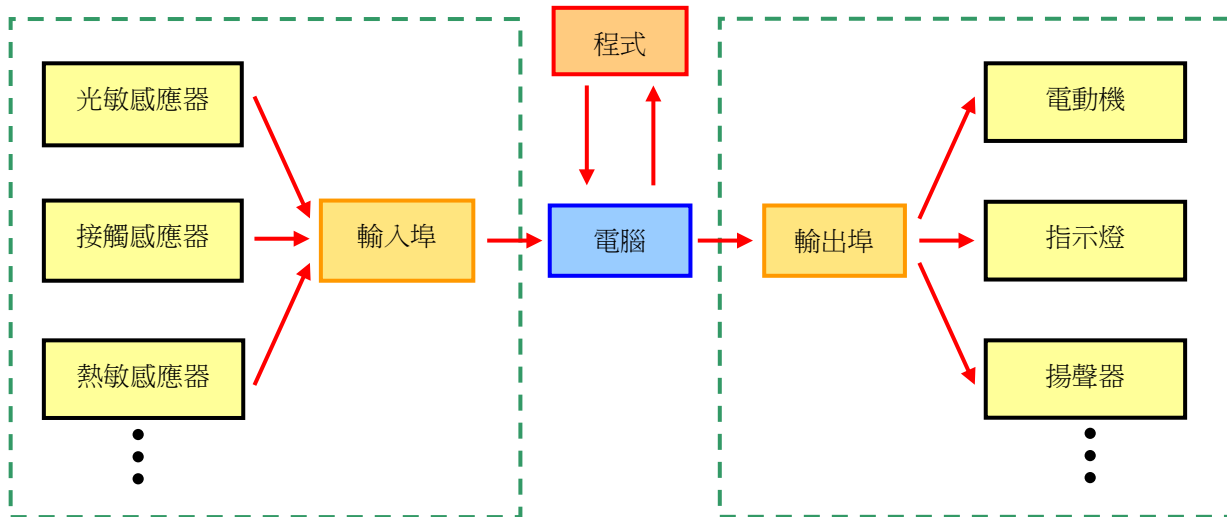 程式
光敏感應器
電動機
接觸感應器
輸入埠
電腦
輸出埠
指示燈
熱敏感應器
揚聲器